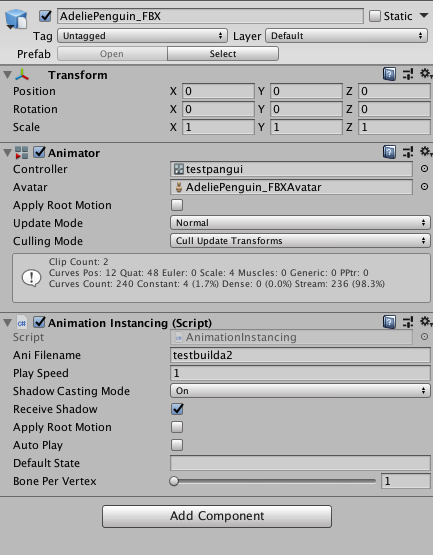 AdeliePenguin_FBX Static
Tag Untagged Layer Default
Prefab Open Select
Transform
Position X 0 Y 0 Z 0
Rotation X 0 Y 0 Z 0
Scale X 1 Y 1 Z 1
Animator
Controller testpangui
Avatar AdeliePenguin_FBXAvatar
Apply Root Motion
Update Mode Normal
Culling Mode Cull Update Transforms
Clip Count: 2
Curves Pos: 12 Quat: 48 Euler: 0 Scale: 4 Muscles: 0 Generic: 0 PPtr: 0
Curves Count: 240 Constant: 4 (1.7%) Dense: 0 (0.0%) Stream: 236 (98.3%)
Animation Instancing (Script)
Script AnimationInstancing
Ani Filename testbuilda2
Play Speed 1
Shadow Casting Mode On
Receive Shadow
Apply Root Motion
Auto Play
Default State
Bone Per Vertex 1
Add Component